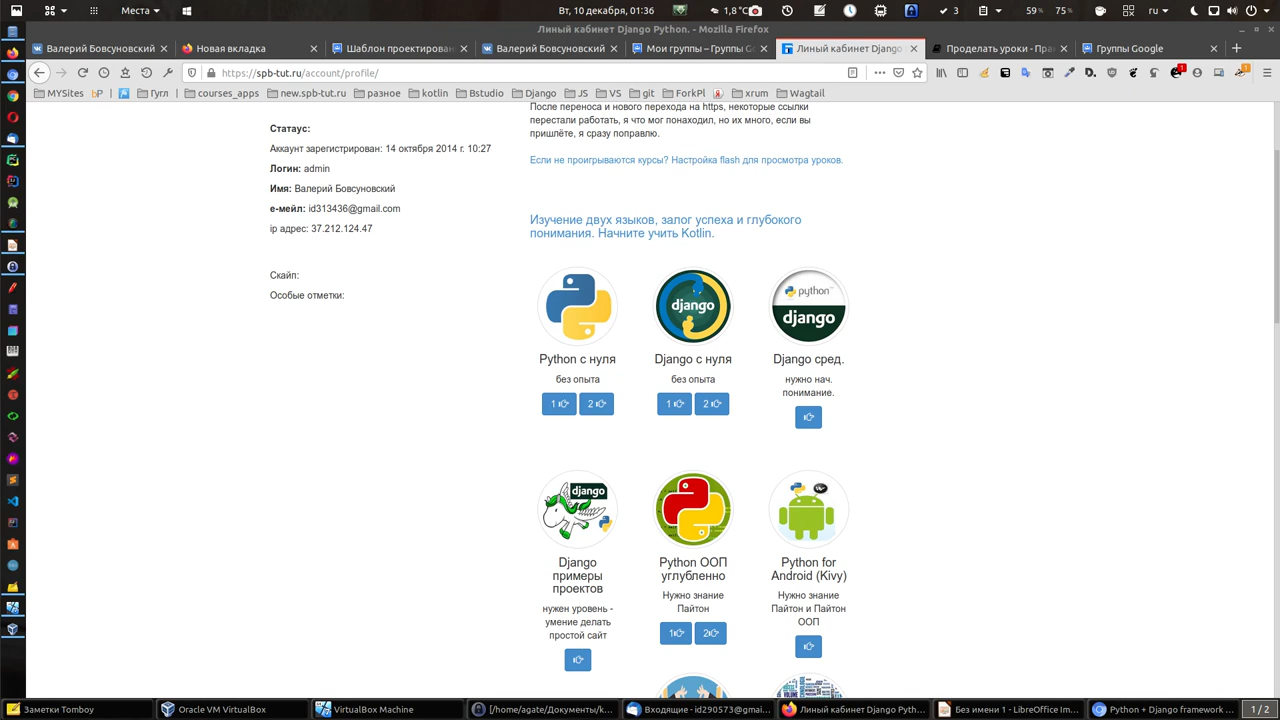 Места
Вт, 10 декабря, 01:36
1,8°C
3
59%
75%
ru
Линый кабинет Django Python. - Mozilla Firefox
Валерий Бовсуновский
Новая вкладка
Шаблон проектирован
Валерий Бовсуновский
Мои группы – Группы G
Линый кабинет Django
Проделать уроки - Пра
Группы Google
https://spb-tut.ru/account/profile/
MYSites
bP
Гугл
courses_apps
new.spb-tut.ru
разное
kotlin
Bstudio
Django
JS
VS
git
ForkPl
xrum
Wagtail
После переноса и нового перехода на https, некоторые ссылки
перестали работать, я что мог понаходил, но их много, если вы
пришлёте, я сразу поправлю.
Если не проигрываются курсы? Настройка flash для просмотра уроков.
Статаус:
Аккаунт зарегистрирован: 14 октября 2014 г. 10:27
Логин: admin
Имя: Валерий Бовсуновский
е-мейл: id313436@gmail.com
ip адрес: 37.212.124.47
Скайп:
Особые отметки:
Изучение двух языков, залог успеха и глубокого
понимания. Начните учить Kotlin.
django
python
django
Python с нуля
без опыта
1
2
Django с нуля
без опыта
1
2
Django сред.
нужно нач.
понимание.
django
Django
примеры
проектов
нужен уровень -
умение делать
простой сайт
Python ООП
углубленно
Нужно знание
Пайтон
1
2
Python for
Android (Kivy)
Нужно знание
Пайтон и Пайтон
ООП
Заметки Tomboy
Oracle VM VirtualBox
VirtualBox Machine
[/home/agate/Документы/k...
Входящие - id290573@gmai...
Линый кабинет Django Pyth...
Без имени 1 - LibreOffice Im...
Python + Django framework ...
1 / 2